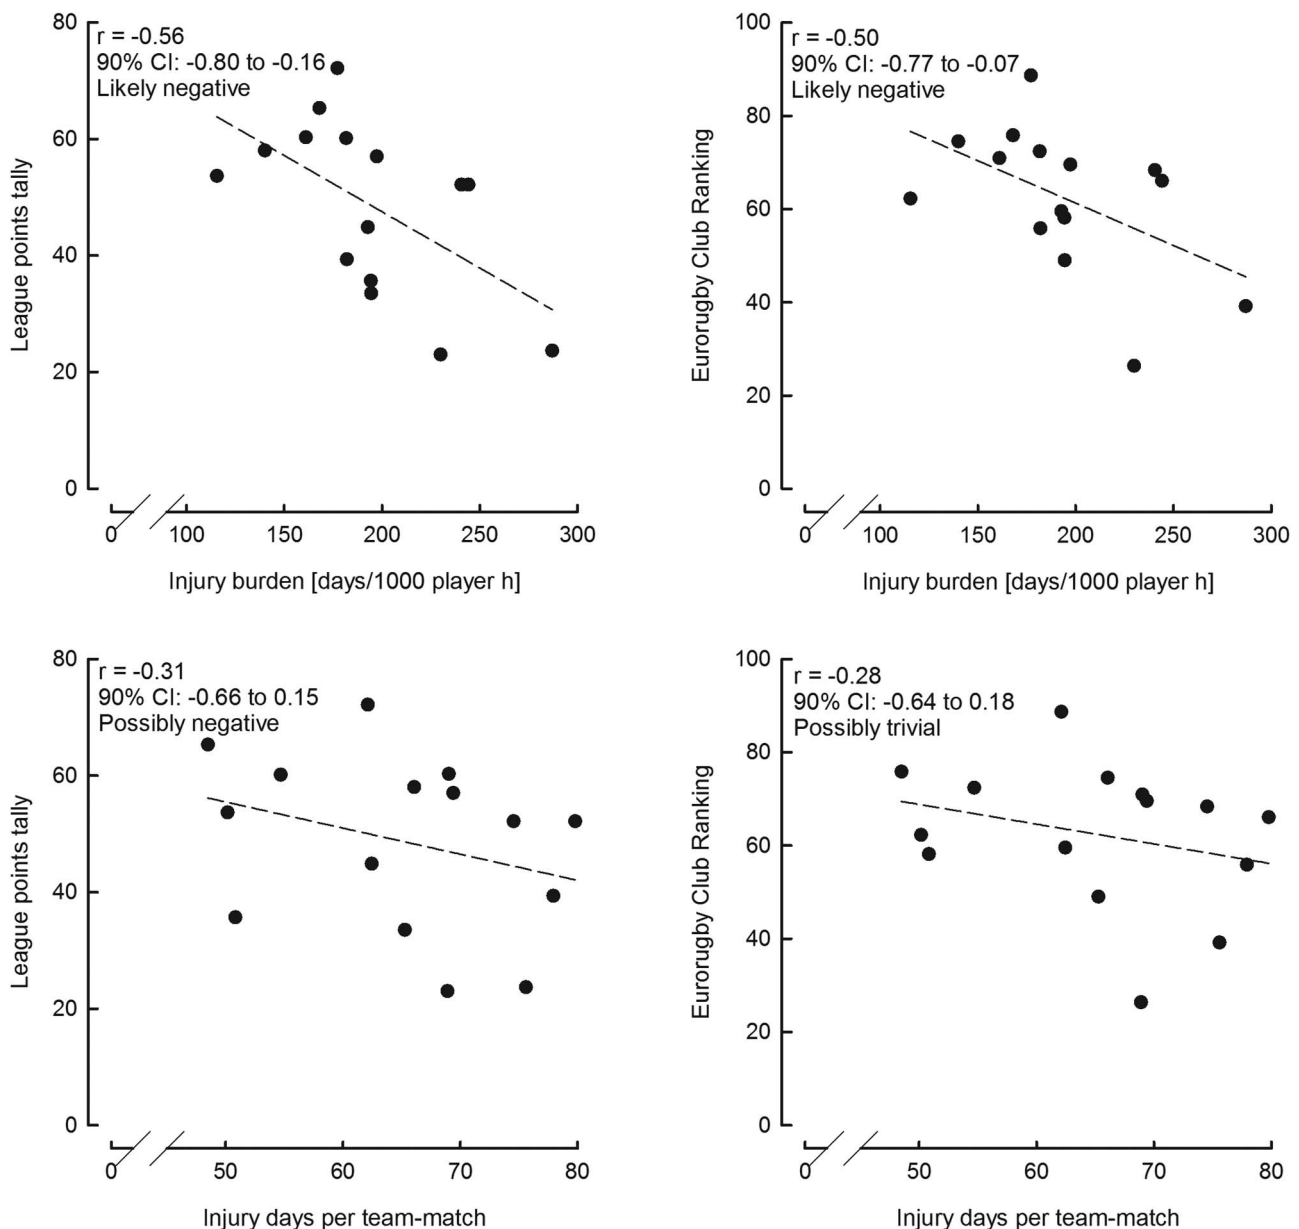 80
60
40
20
0
League points tally
r = -0.56
90% CI: -0.80 to -0.16
Likely negative
0 100 150 200 250 300
Injury burden [days/1000 player h]
100
80
60
40
20
0
Eurorugby Club Ranking
r = -0.50
90% CI: -0.77 to -0.07
Likely negative
0 100 150 200 250 300
Injury burden [days/1000 player h]
80
60
40
20
0
League points tally
r = -0.31
90% CI: -0.66 to 0.15
Possibly negative
0 50 60 70 80
Injury days per team-match
100
80
60
40
20
0
Eurorugby Club Ranking
r = -0.28
90% CI: -0.64 to 0.18
Possibly trivial
0 50 60 70 80
Injury days per team-match